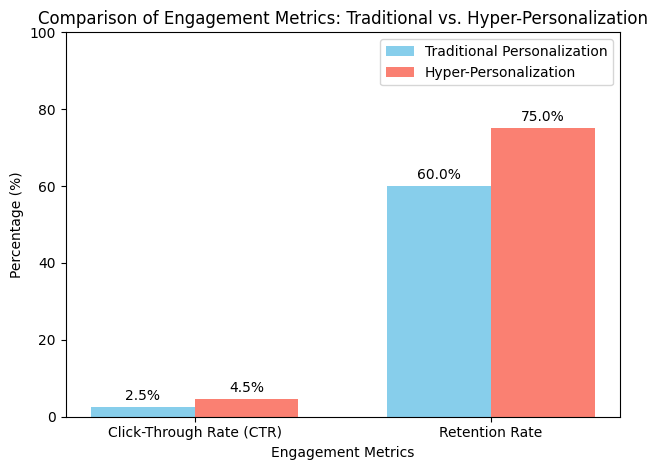 Comparison of Engagement Metrics: Traditional vs. Hyper-Personalization
100
80
60
40
20
0
Percentage (%)
Traditional Personalization
Hyper-Personalization
2.5%
4.5%
60.0%
75.0%
Click-Through Rate (CTR)
Retention Rate
Engagement Metrics